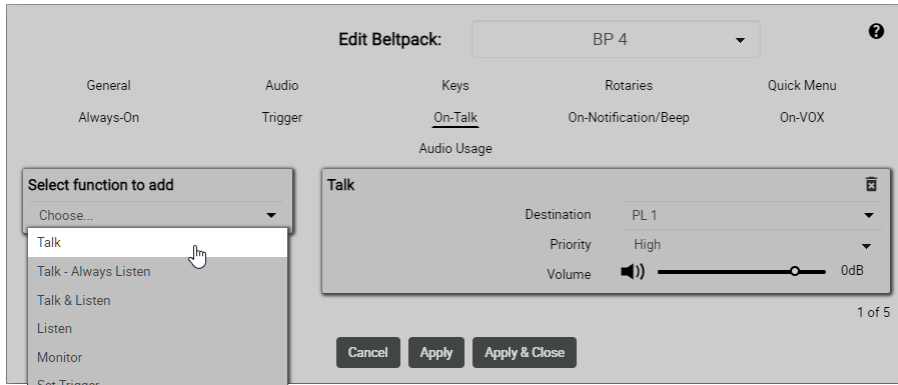 Edit Beltpack: BP 4
General Audio Keys Rotaries Quick Menu
Always-On Trigger On-Talk On-Notification/Beep On-VOX
Audio Usage
Select function to add
Choose...
Talk
Talk - Always Listen
Talk & Listen
Listen
Monitor
Set Trigger
Talk
Destination PL 1
Priority High
Volume 0dB
1 of 5
Cancel Apply Apply & Close